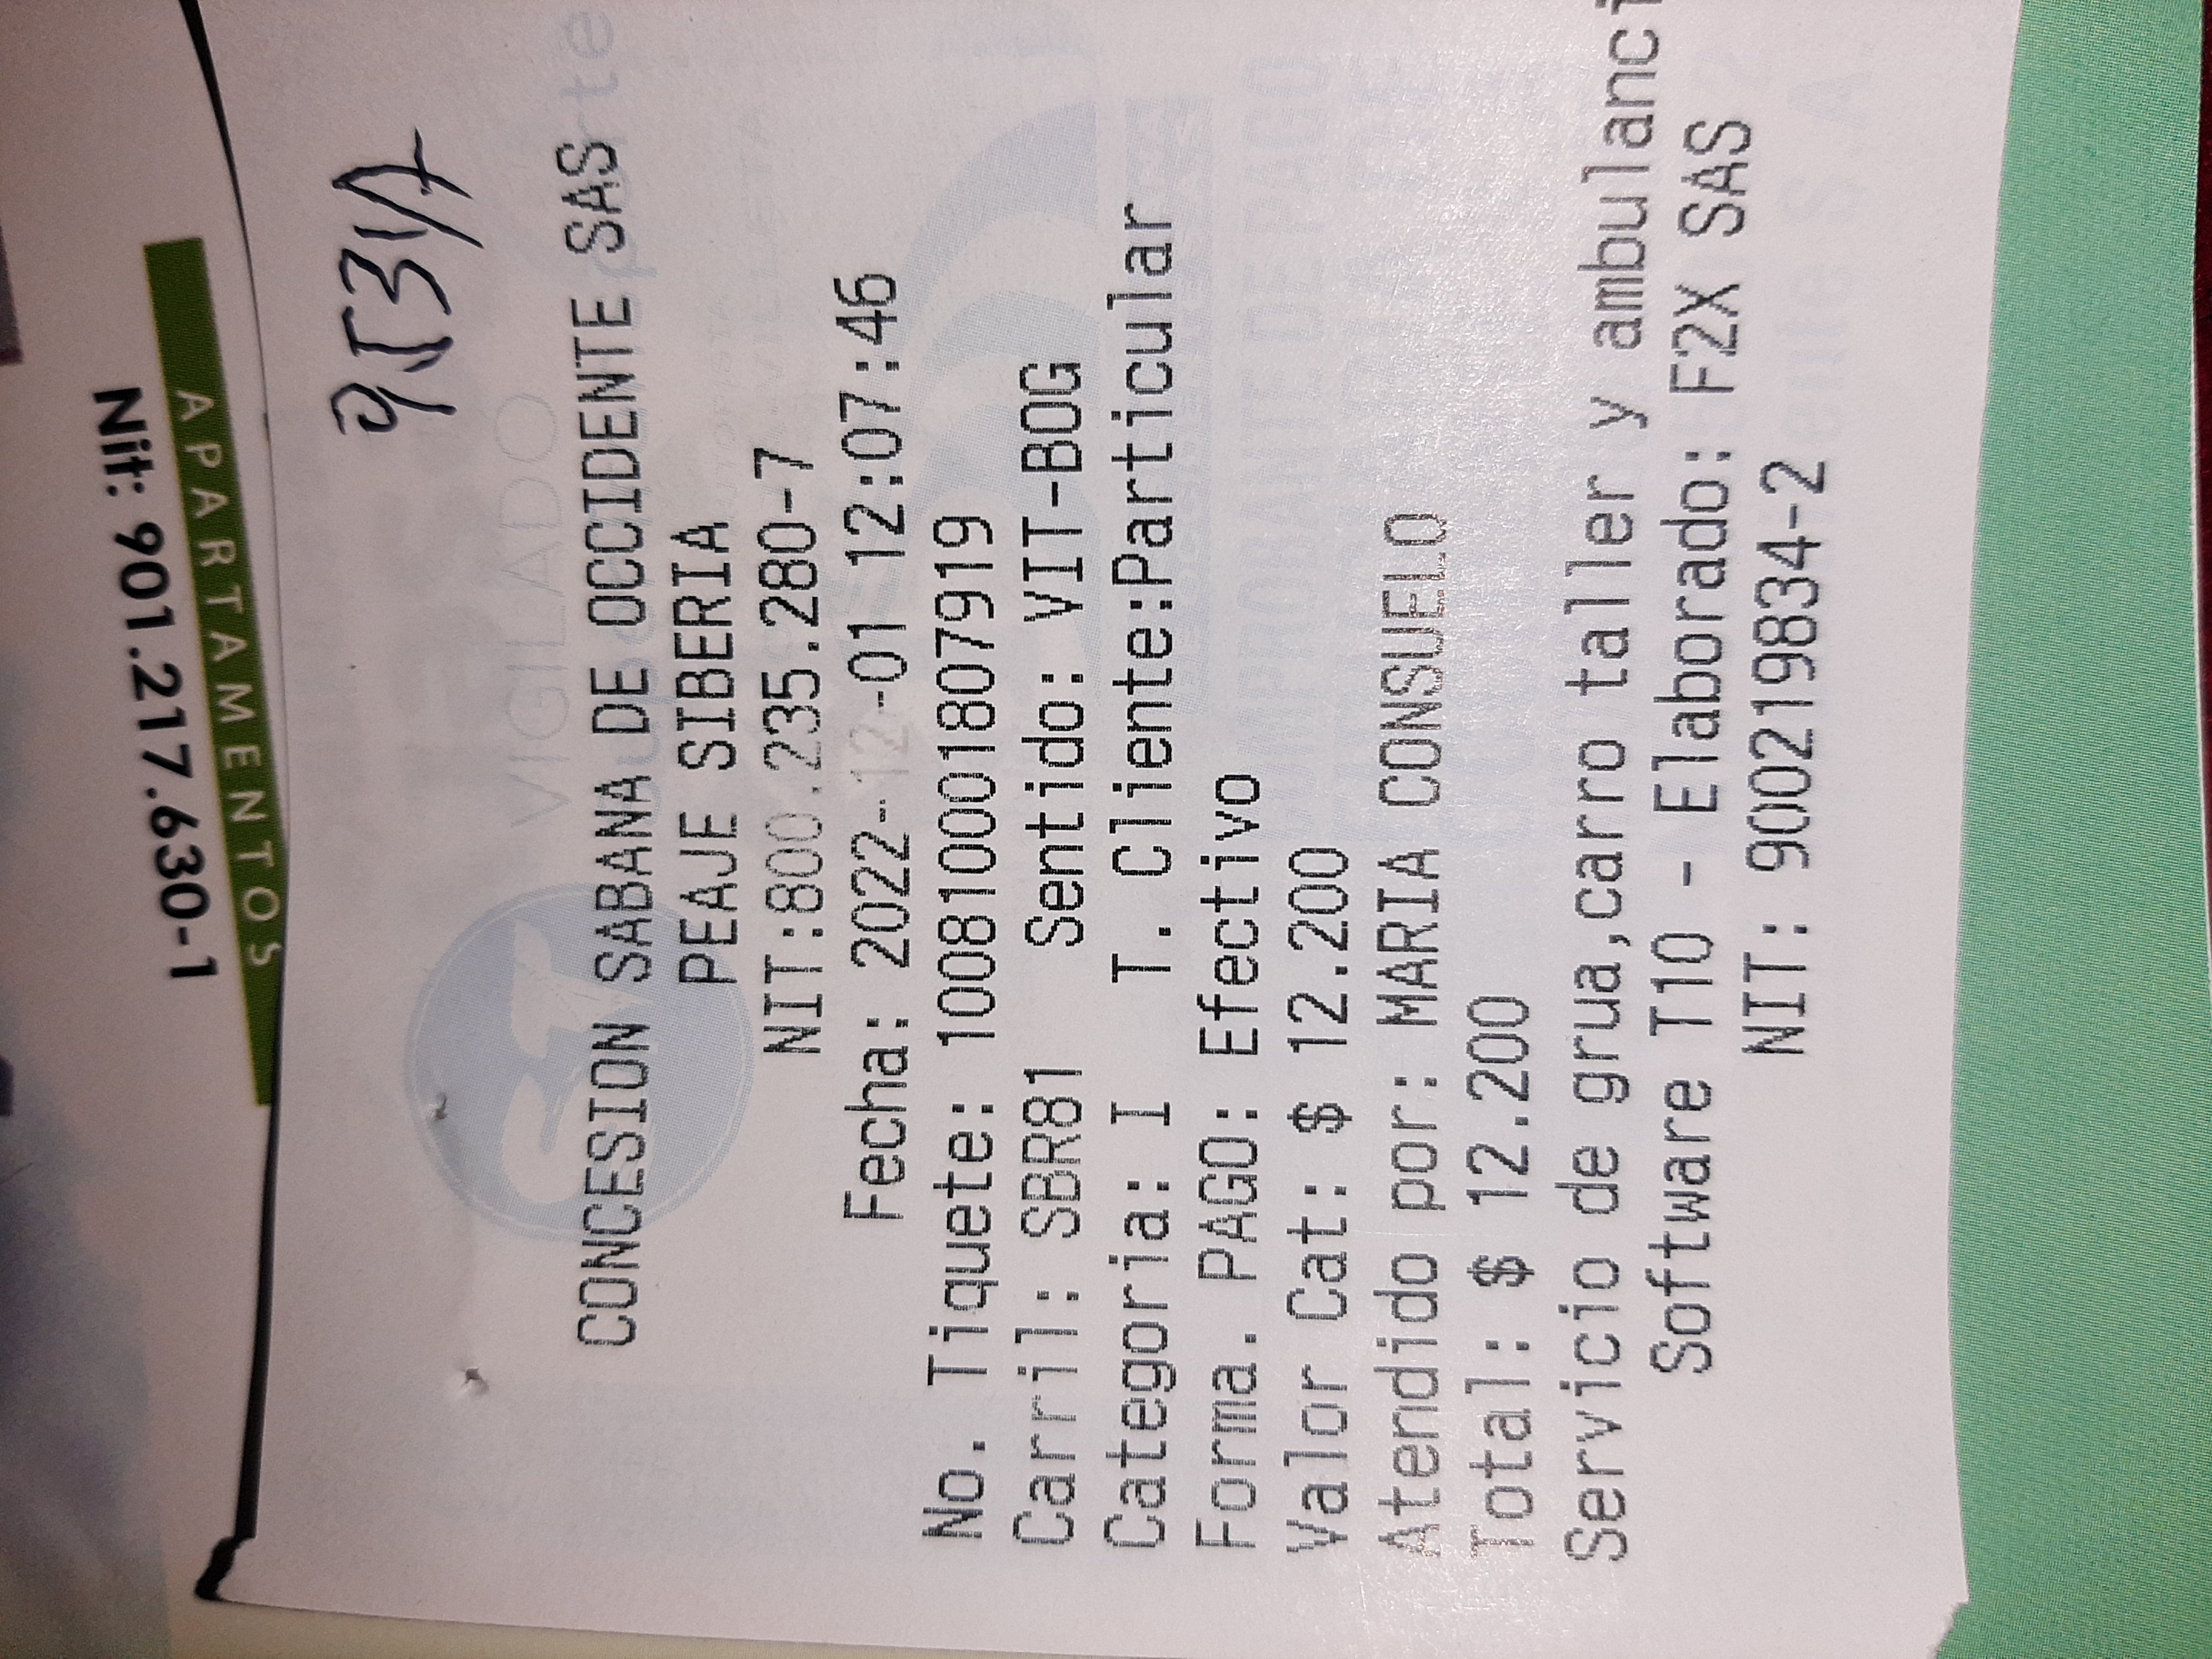 Nit: 901.217.630-1
APARTAMENTOS
VIGILADO
CONCESION SABANA DE OCCIDENTE SAS
PEAJE SIBERIA
NIT:800.235.280-7
Fecha: 2022-12-01 12:07:46
No. Tiquete: 100810001807919
Carril: SBR81 Sentido: VIT-BOG
Categoria: I T. Cliente:Particular
Forma. PAGO: Efectivo
Valor Cat: $ 12.200
Atendido por: MARIA CONSUELO
Total: $ 12.200
Servicio de grua,carro taller y ambulanci
Software T10 - Elaborado: F2X SAS
NIT: 900219834-2